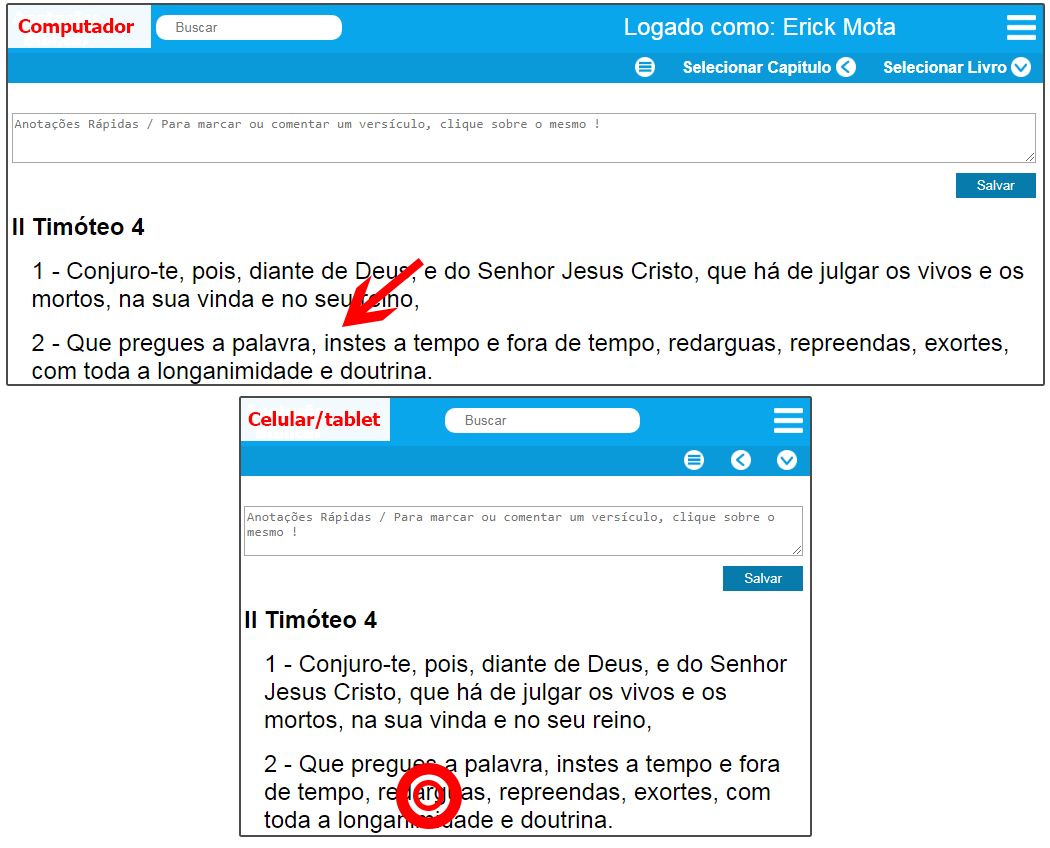 Computador
Buscar
Logado como: Erick Mota
Selecionar Capítulo
Selecionar Livro
Anotações Rápidas / Para marcar ou comentar um versículo, clique sobre o mesmo !
Salvar
II Timóteo 4
1 - Conjuro-te, pois, diante de Deus, e do Senhor Jesus Cristo, que há de julgar os vivos e os
mortos, na sua vinda e no seu reino,
2 - Que pregues a palavra, instes a tempo e fora de tempo, redarguas, repreendas, exortes,
com toda a longanimidade e doutrina.
Celular/tablet
Buscar
Anotações Rápidas / Para marcar ou comentar um versículo, clique sobre o
mesmo !
Salvar
II Timóteo 4
1 - Conjuro-te, pois, diante de Deus, e do Senhor
Jesus Cristo, que há de julgar os vivos e os
mortos, na sua vinda e no seu reino,
2 - Que pregues a palavra, instes a tempo e fora
de tempo, redarguas, repreendas, exortes, com
toda a longanimidade e doutrina.